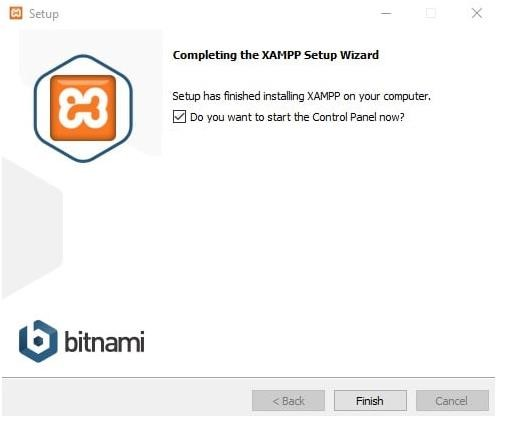 Setup
Completing the XAMPP Setup Wizard
Setup has finished installing XAMPP on your computer.
Do you want to start the Control Panel now?
bitnami
< Back
Finish
Cancel